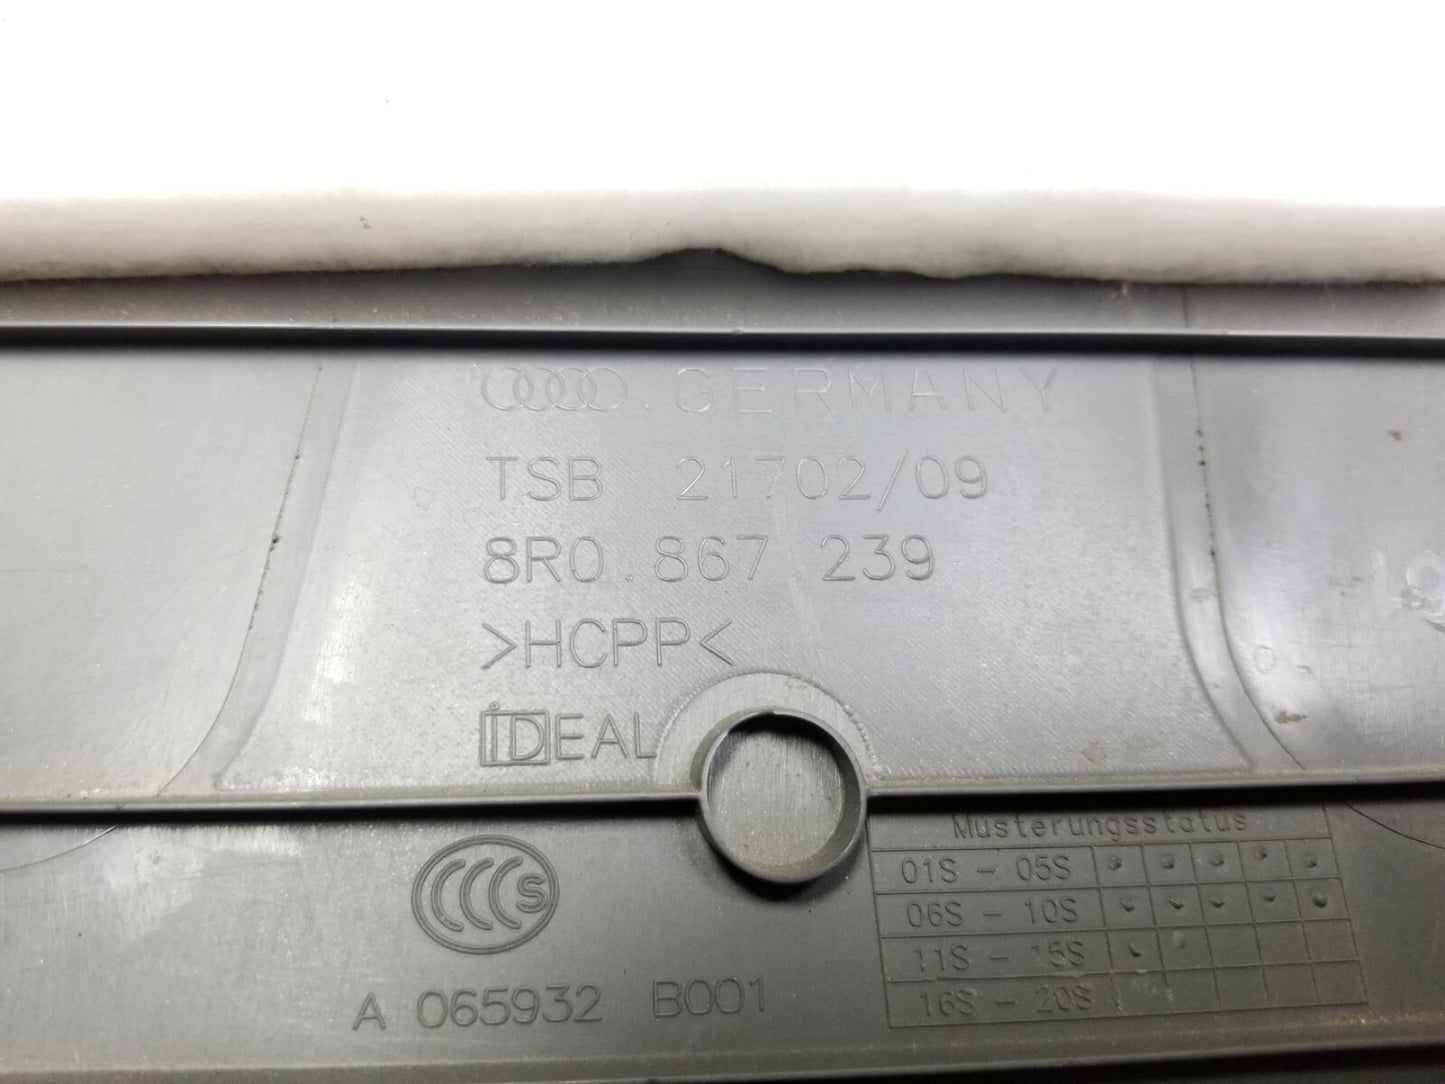 GERMANY
TSB 21702/09
8R0.867.239
>HCPP<
iDEAL
CCC S
A 065932 B001
Musterungsstatus
01S - 05S
06S - 10S
11S - 15S
16S - 20S